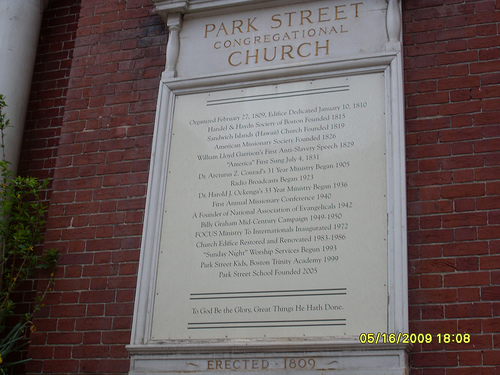 PARK STREET
CONGREGATIONAL
CHURCH
Organized February 27, 1809, Edifice Dedicated January 10, 1810
Handel & Haydn Society of Boston Founded 1815
Sandwich Islands (Hawaii) Church Founded 1819
American Missionary Society Founded 1826
William Lloyd Garrison's First Anti-Slavery Speech 1829
"America" First Sung July 4, 1831
Dr. Arcturus Z. Conrad's 31 Year Ministry Began 1905
Radio Broadcasts Began 1923
Dr. Harold J. Ockenga's 33 Year Ministry Began 1936
First Annual Missionary Conference 1940
A Founder of National Association of Evangelicals 1942
Billy Graham Mid-Century Campaign 1949-1950
FOCUS Ministry To Internationals Inaugurated 1972
Church Edifice Restored and Renovated 1983-1986
"Sunday Night" Worship Services Began 1993
Park Street Kids, Boston Trinity Academy 1999
Park Street School Founded 2005
To God Be the Glory, Great Things He Hath Done.
ERECTED · 1809
05/16/2009 18:08